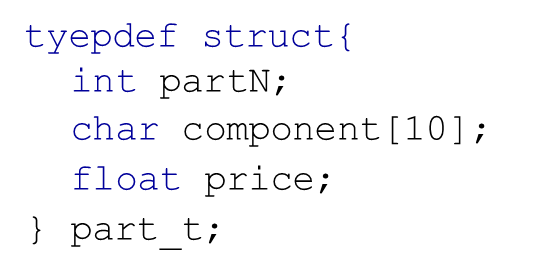 tyepdef struct{
int partN;
char component[10];
float price;
} part_t;